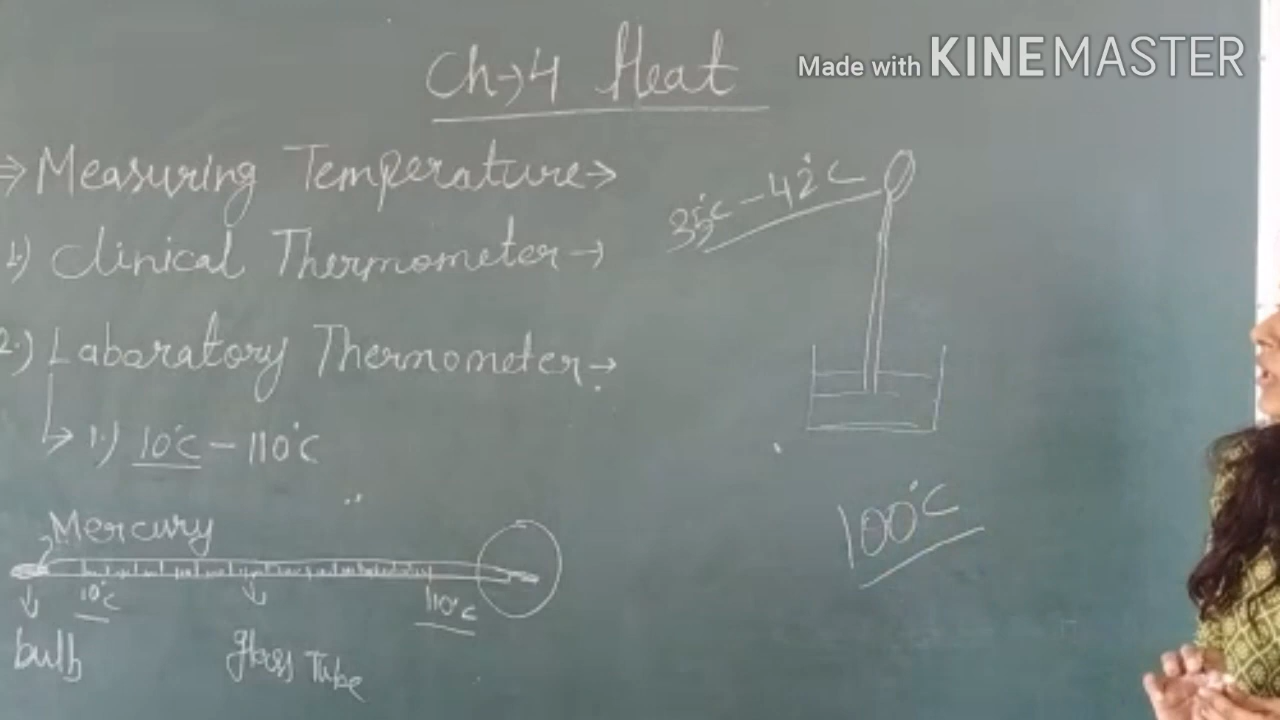 Ch→4 Heat
Made with KINEMASTER
⇒ Measuring Temperature→
1.) Clinical Thermometer→
35°C - 42°C
2.) Laboratory Thermometer→
→ 1.) 10°C - 110°C
Mercury
10°C
110°C
bulb
glass Tube
100°C